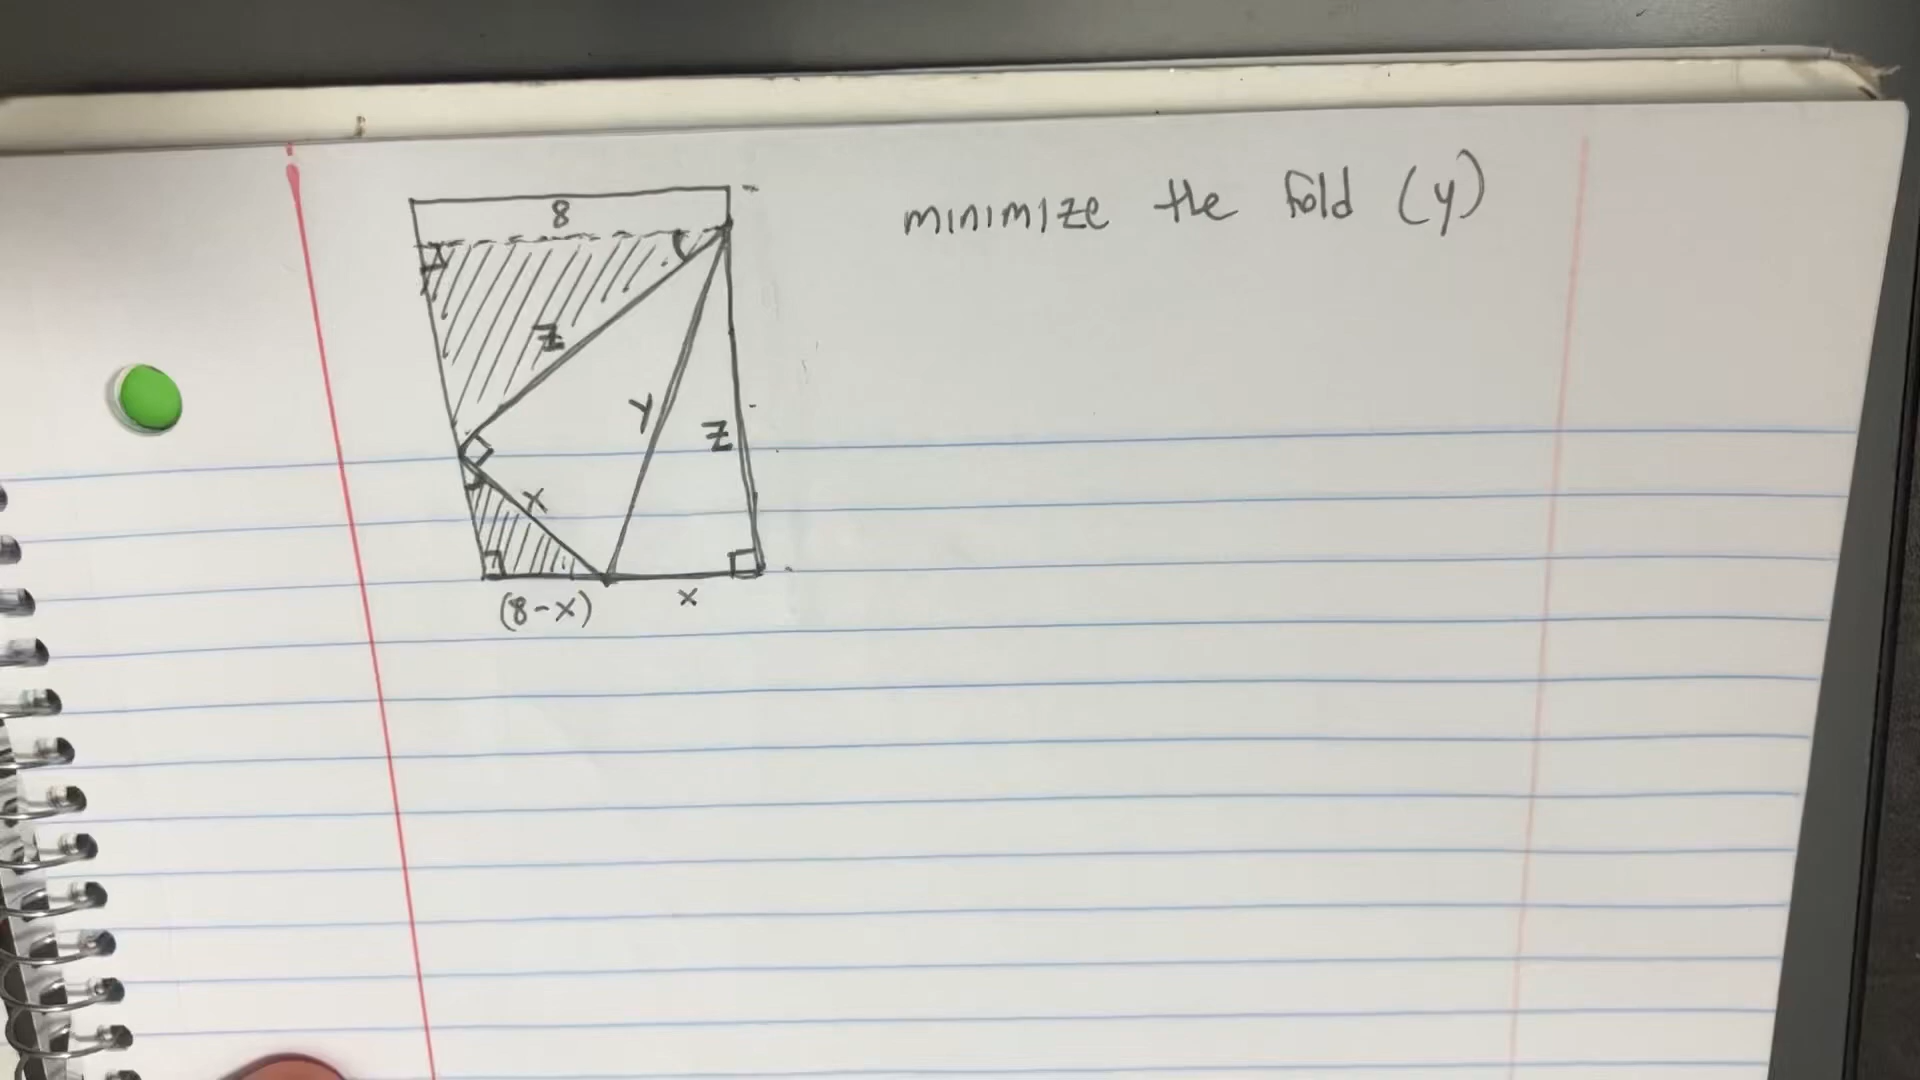 minimize the fold (y)
8
z
y
z
x
(8-x)
x